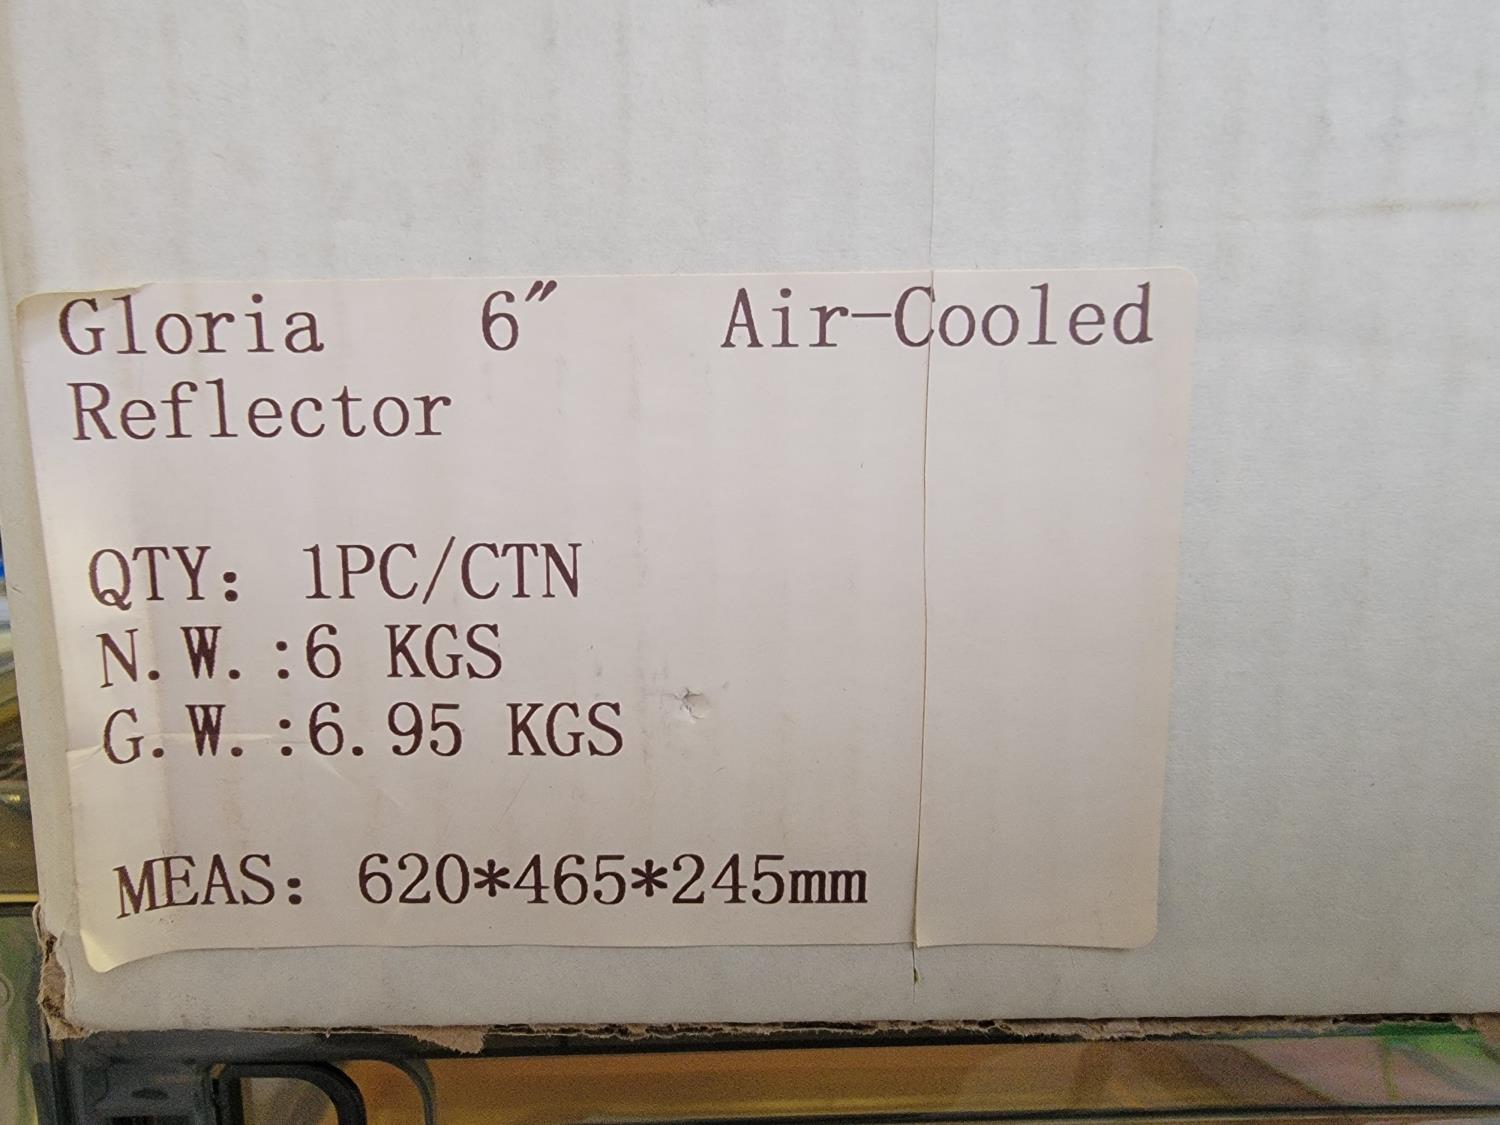 Gloria 6" Air-Cooled
Reflector
QTY: 1PC/CTN
N.W.:6 KGS
G.W.:6.95 KGS
MEAS: 620*465*245mm